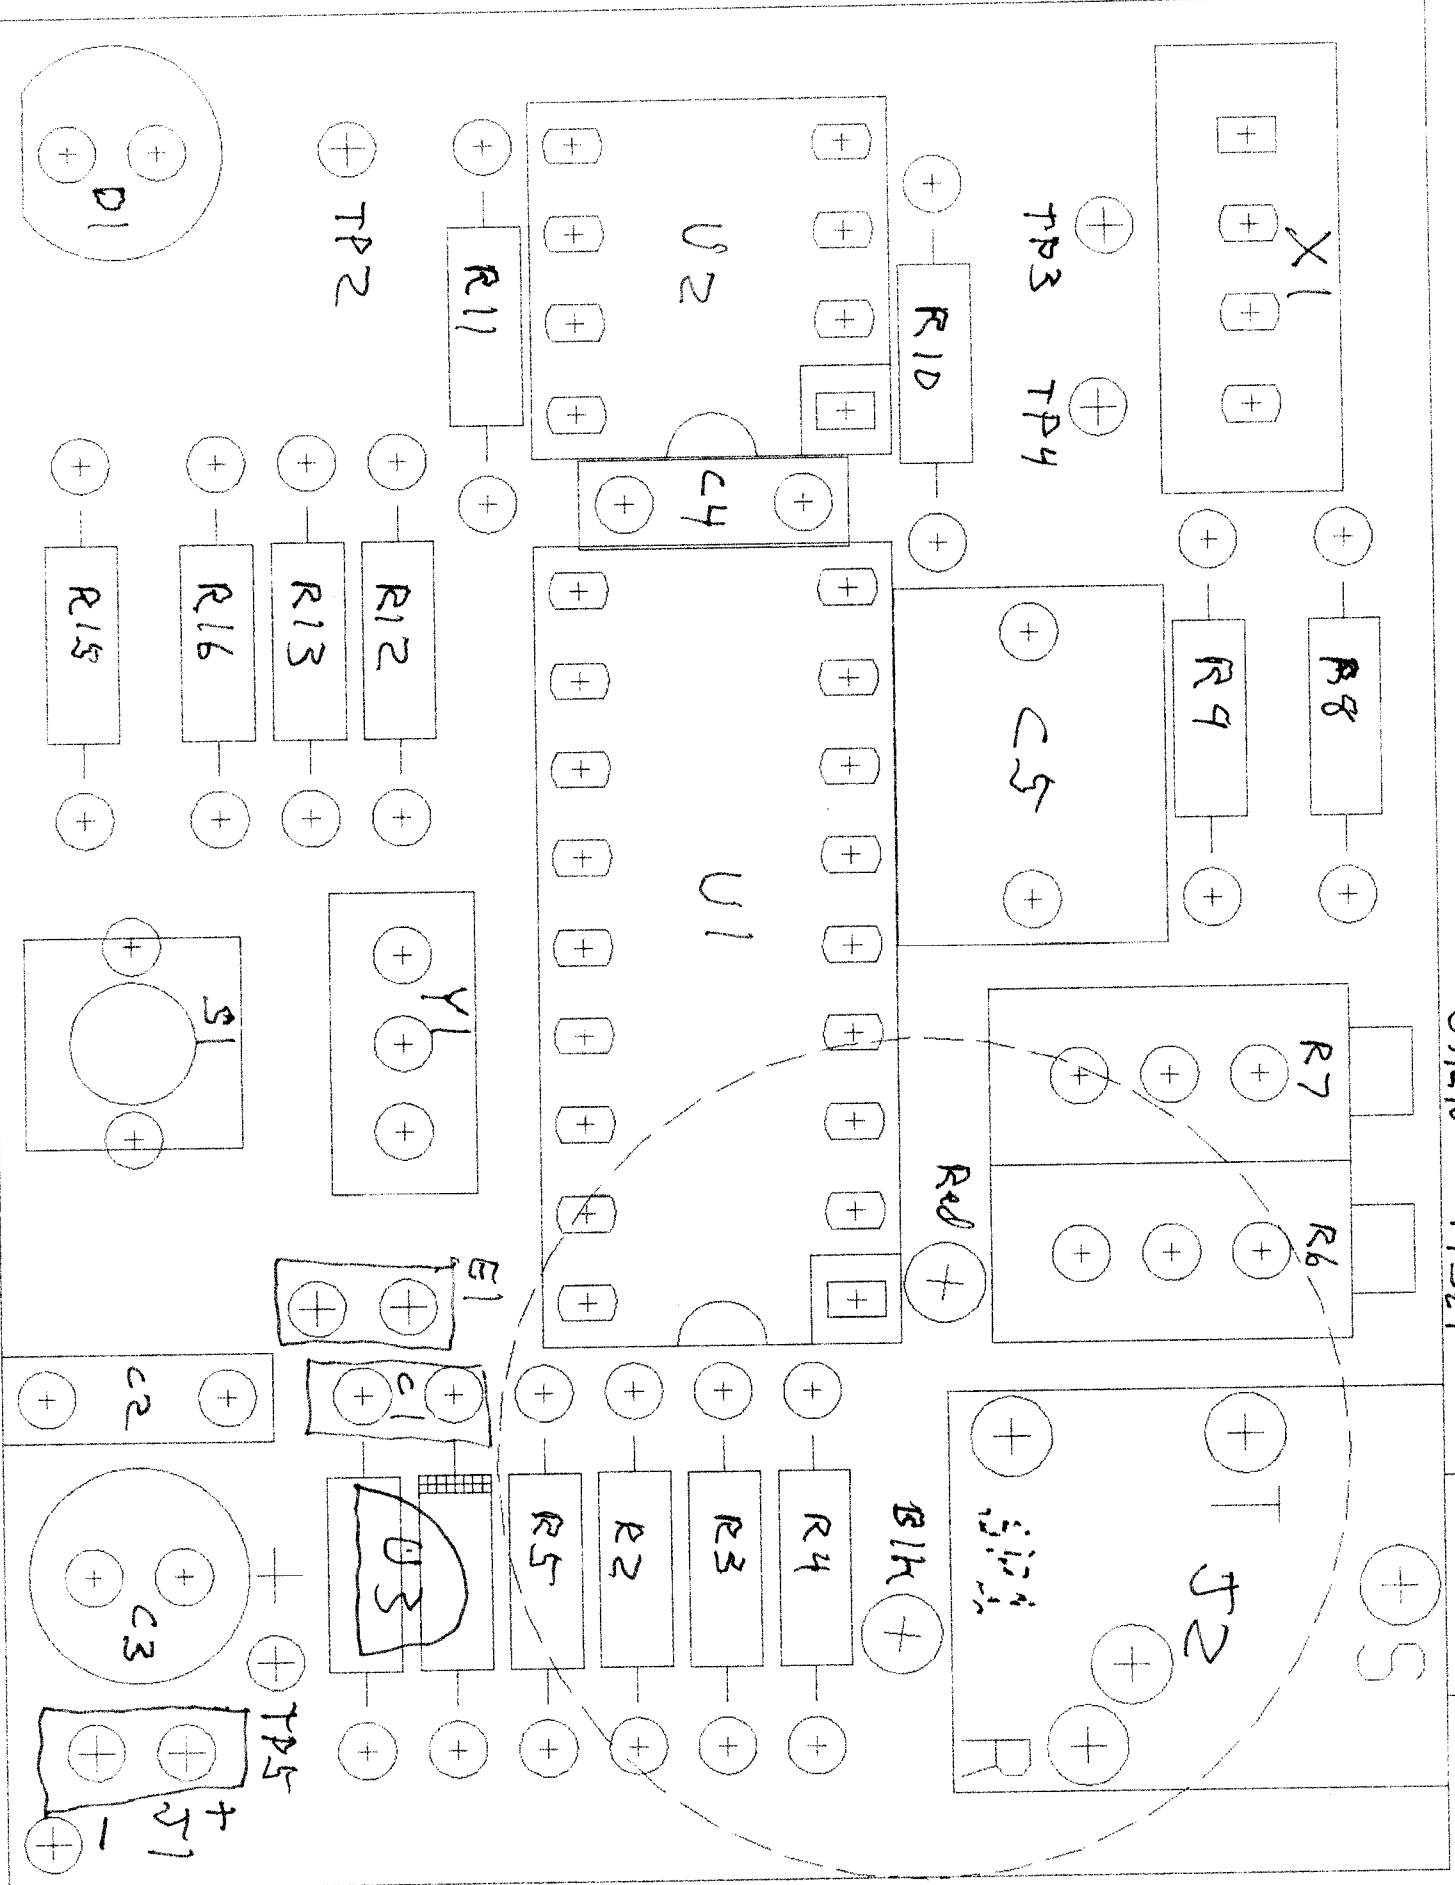 X1
TP3
TP4
U2
R10
R11
TP2
D1
C4
R8
R9
C5
R12
R13
R16
R15
U1
Y1
S1
R7
R6
Red
E1
C1
C2
R4
R3
R2
R5
U3
Blk
T
J2
S
R
+
C3
TP5
+
J1
-